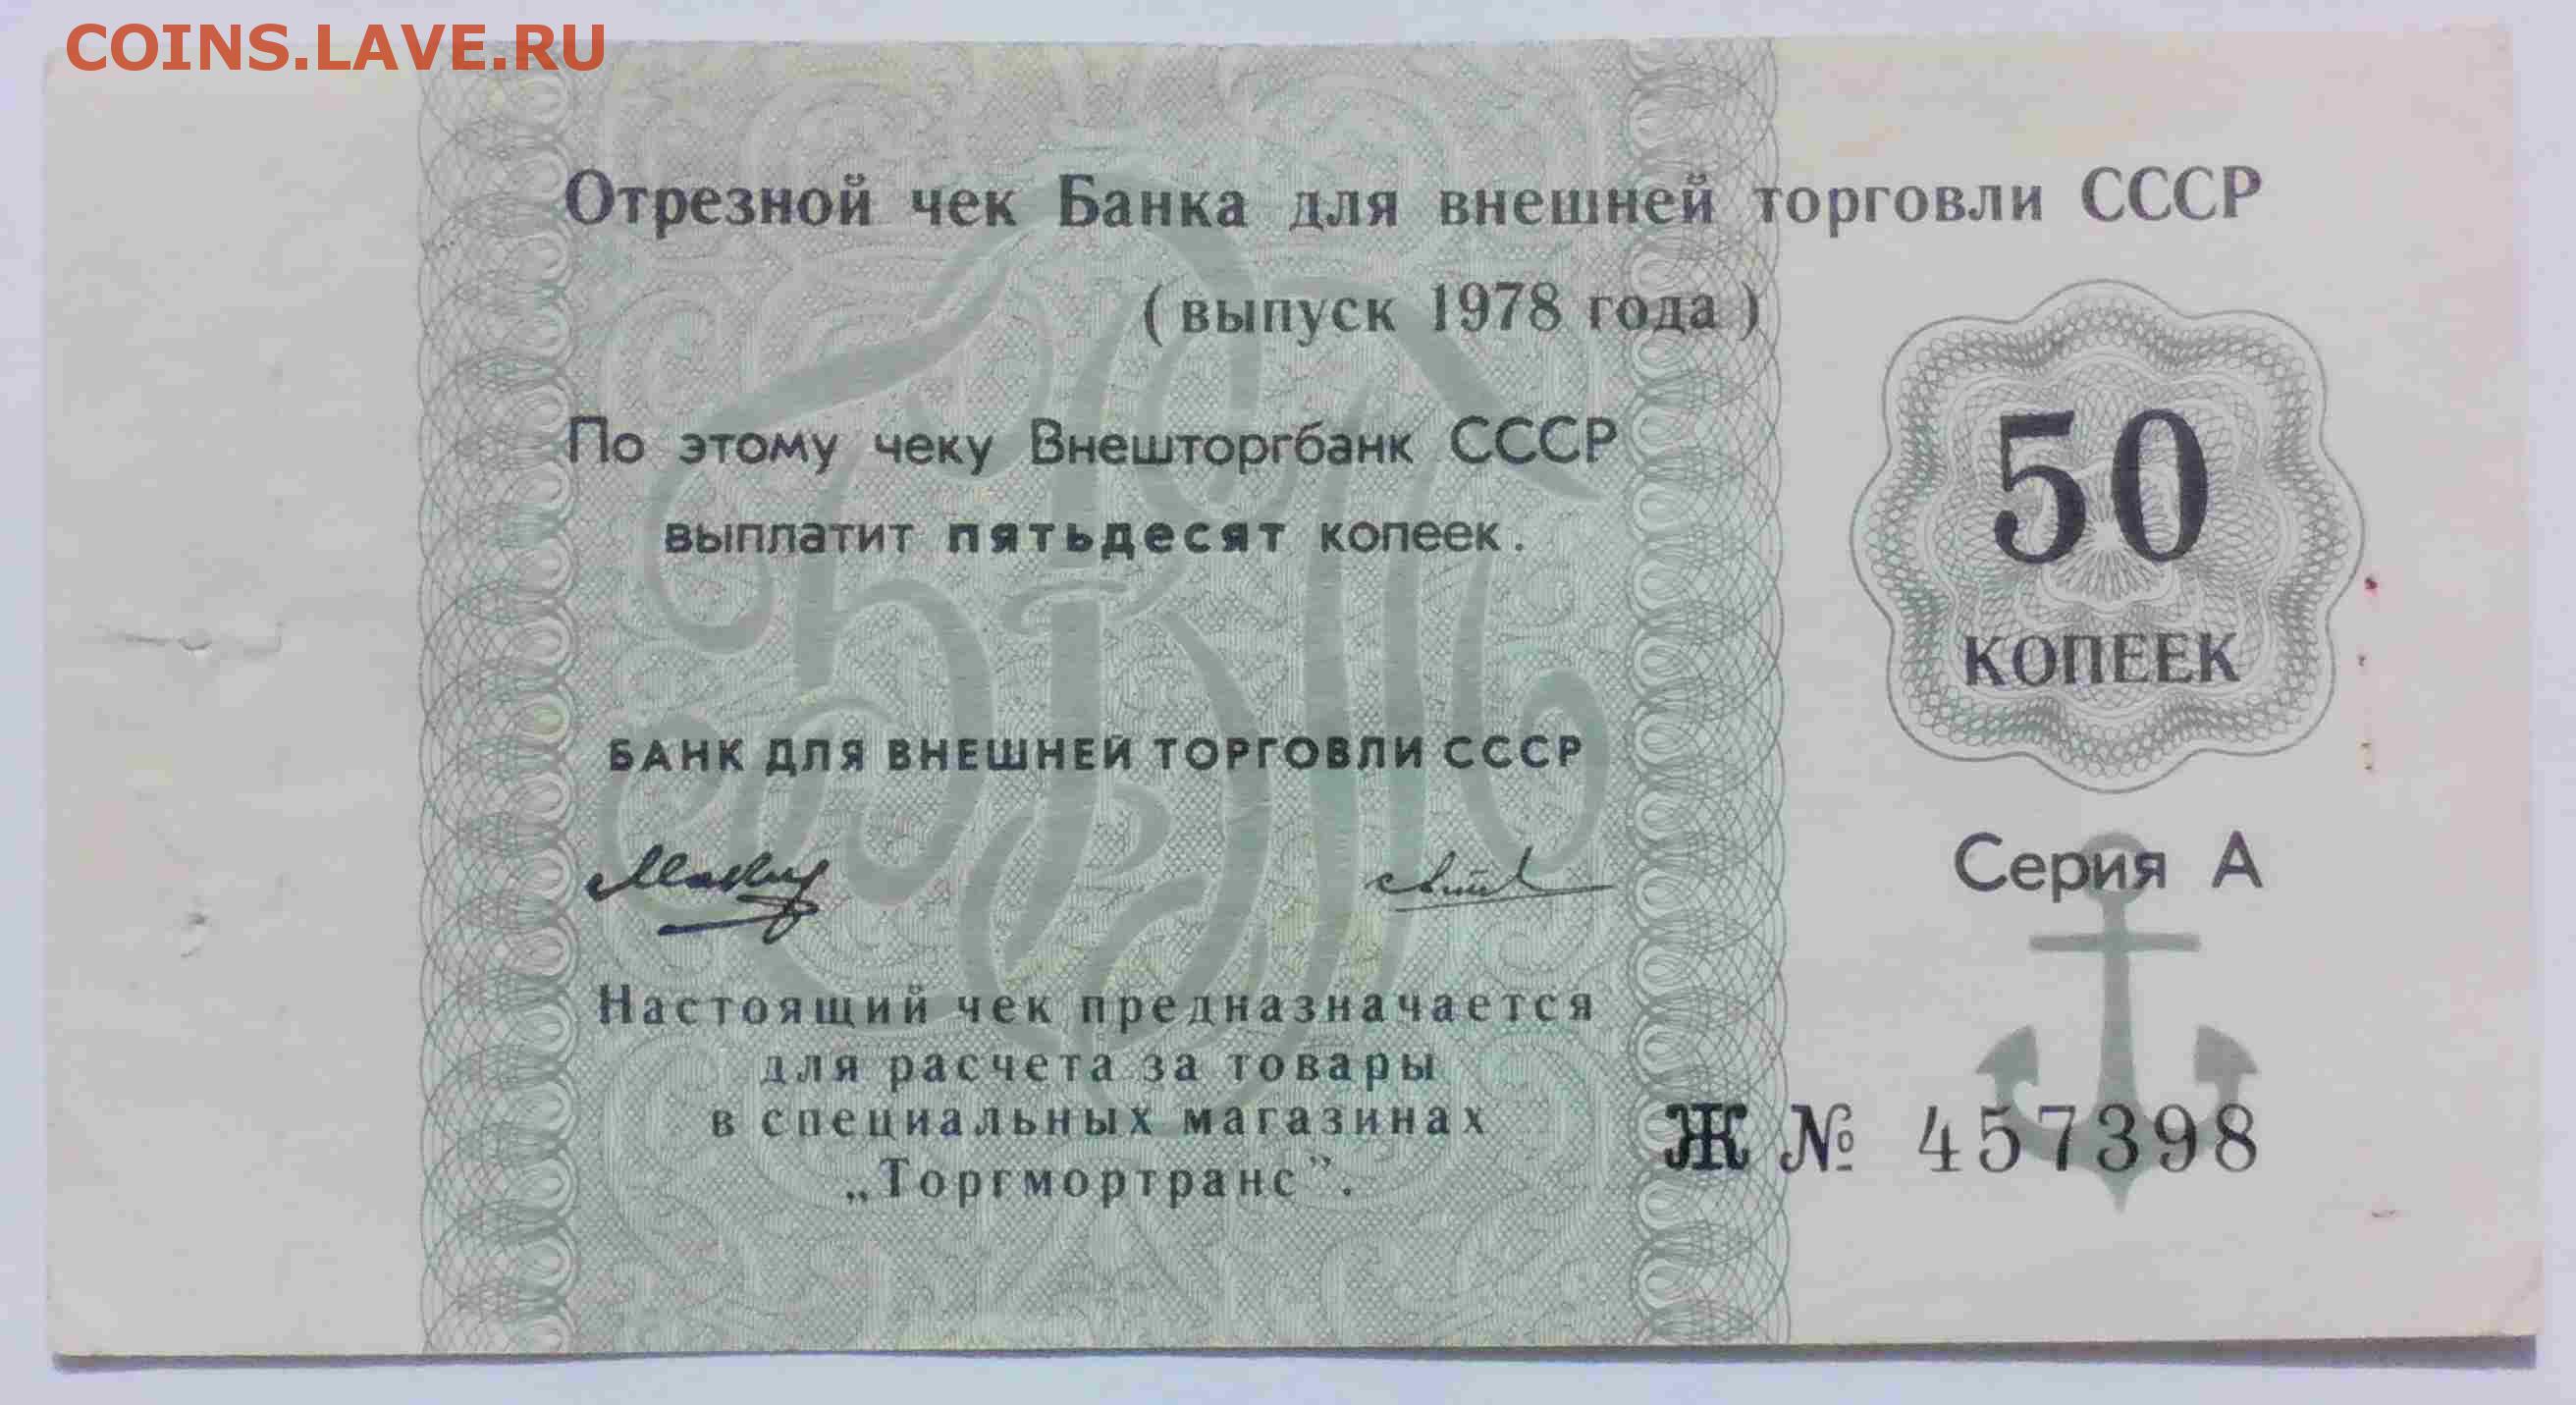 COINS.LAVE.RU
Отрезной чек Банка для внешней торговли СССР
( выпуск 1978 года )
По этому чеку Внешторгбанк СССР
выплатит пятьдесят копеек.
50
КОПЕЕК
БАНК ДЛЯ ВНЕШНЕЙ ТОРГОВЛИ СССР
Серия А
Настоящий чек предназначается
для расчета за товары
в специальных магазинах
„Торгмортранс”.
Ж № 457398